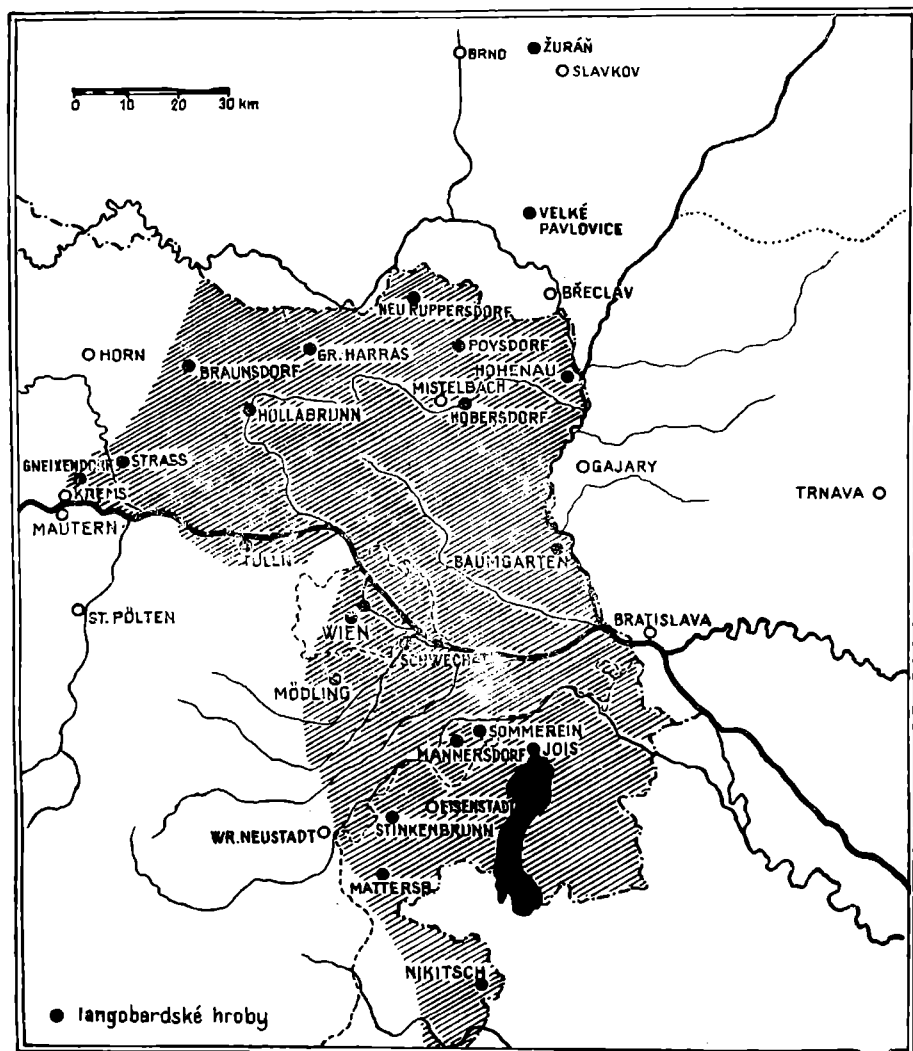 BRNO
ŽURÁŇ
SLAVKOV
0 10 20 30 km
VELKÉ
PAVLOVICE
BŘECLAV
NEU RUPPERSDORF
HORN
GR. HARRAS
POYSDORF
BRAUNSDORF
HOHENAU
MISTELBACH
HOLLABRUNN
HOBERSDORF
STRASS
GNEIXENDORF
GAJARY
KREMS
TRNAVA
MAUTERN
TULLN
BAUMGARTEN
ST. PÖLTEN
BRATISLAVA
WIEN
SCHWECHAT
MÖDLING
SOMMEREIN
MANNERSDORF
JOIS
EISENSTADT
STINKENBRUNN
WR. NEUSTADT
MATTERSB.
NIKITSCH
langobardské hroby